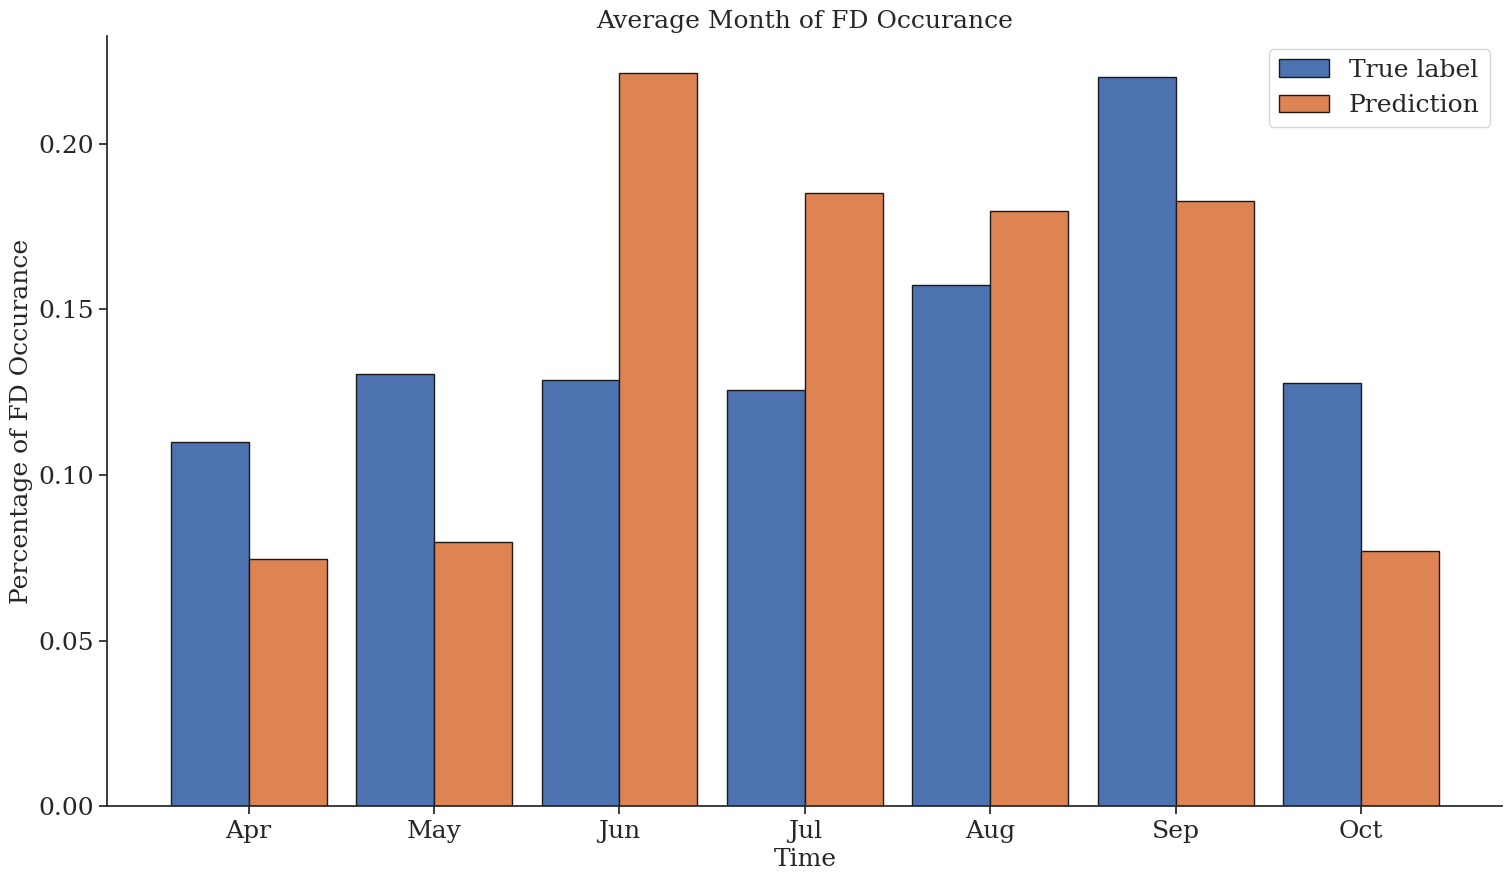 Average Month of FD Occurance
True label
Prediction
Percentage of FD Occurance
0.20
0.15
0.10
0.05
0.00
Apr May Jun Jul Aug Sep Oct
Time